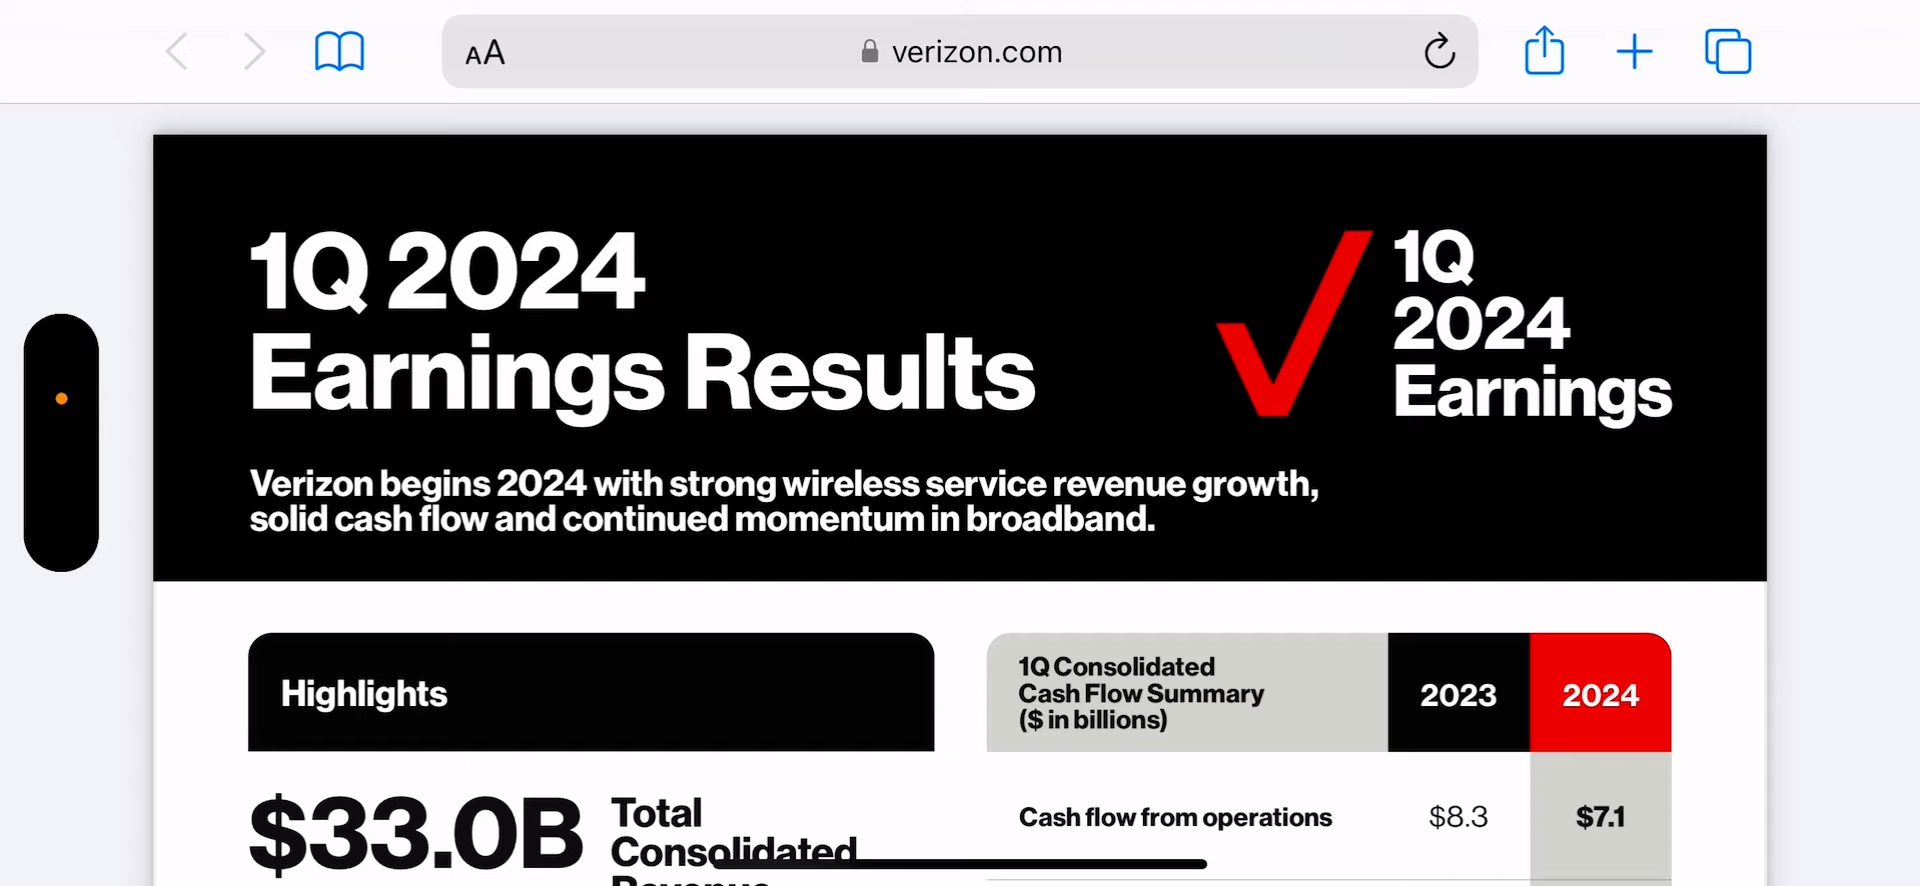 AA
verizon.com
1Q 2024
Earnings Results
1Q
2024
Earnings
Verizon begins 2024 with strong wireless service revenue growth,
solid cash flow and continued momentum in broadband.
Highlights
$33.0B
Total
Consolidated
Revenue
1Q Consolidated
Cash Flow Summary
($ in billions)
2023
2024
Cash flow from operations
$8.3
$7.1